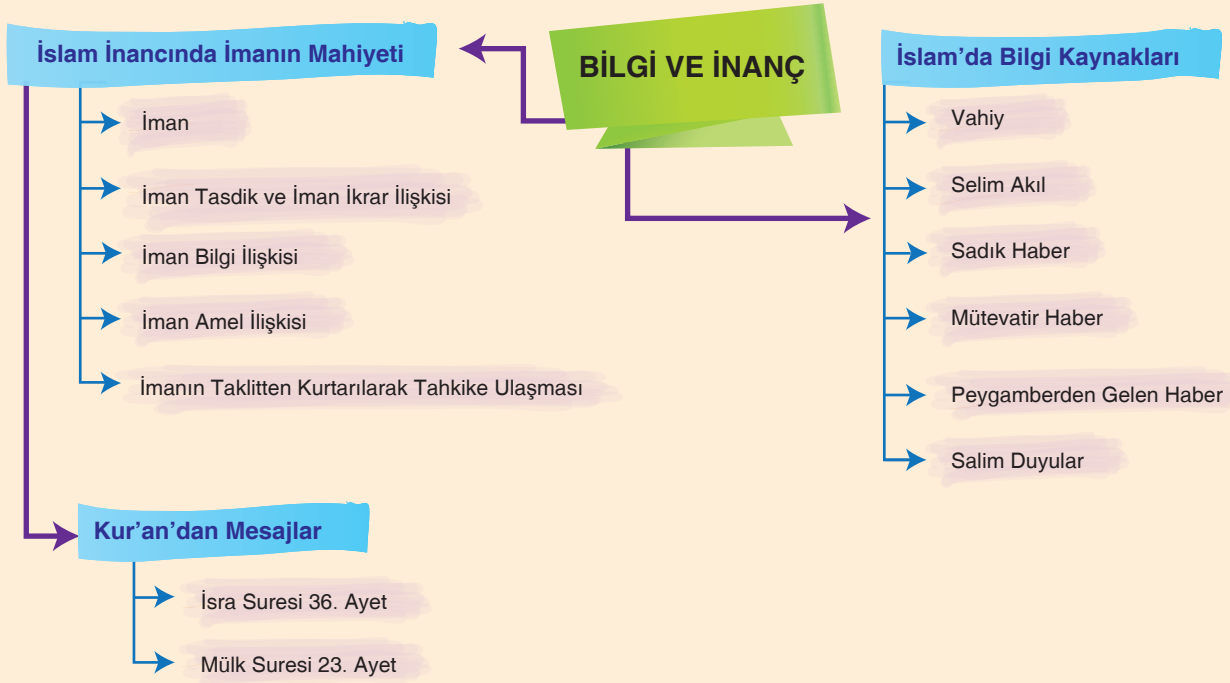 BİLGİ VE İNANÇ
İslam İnancında İmanın Mahiyeti
İman
İman Tasdik ve İman İkrar İlişkisi
İman Bilgi İlişkisi
İman Amel İlişkisi
İmanın Taklitten Kurtarılarak Tahkike Ulaşması
Kur’an’dan Mesajlar
İsra Suresi 36. Ayet
Mülk Suresi 23. Ayet
İslam’da Bilgi Kaynakları
Vahiy
Selim Akıl
Sadık Haber
Mütevatir Haber
Peygamberden Gelen Haber
Salim Duyular